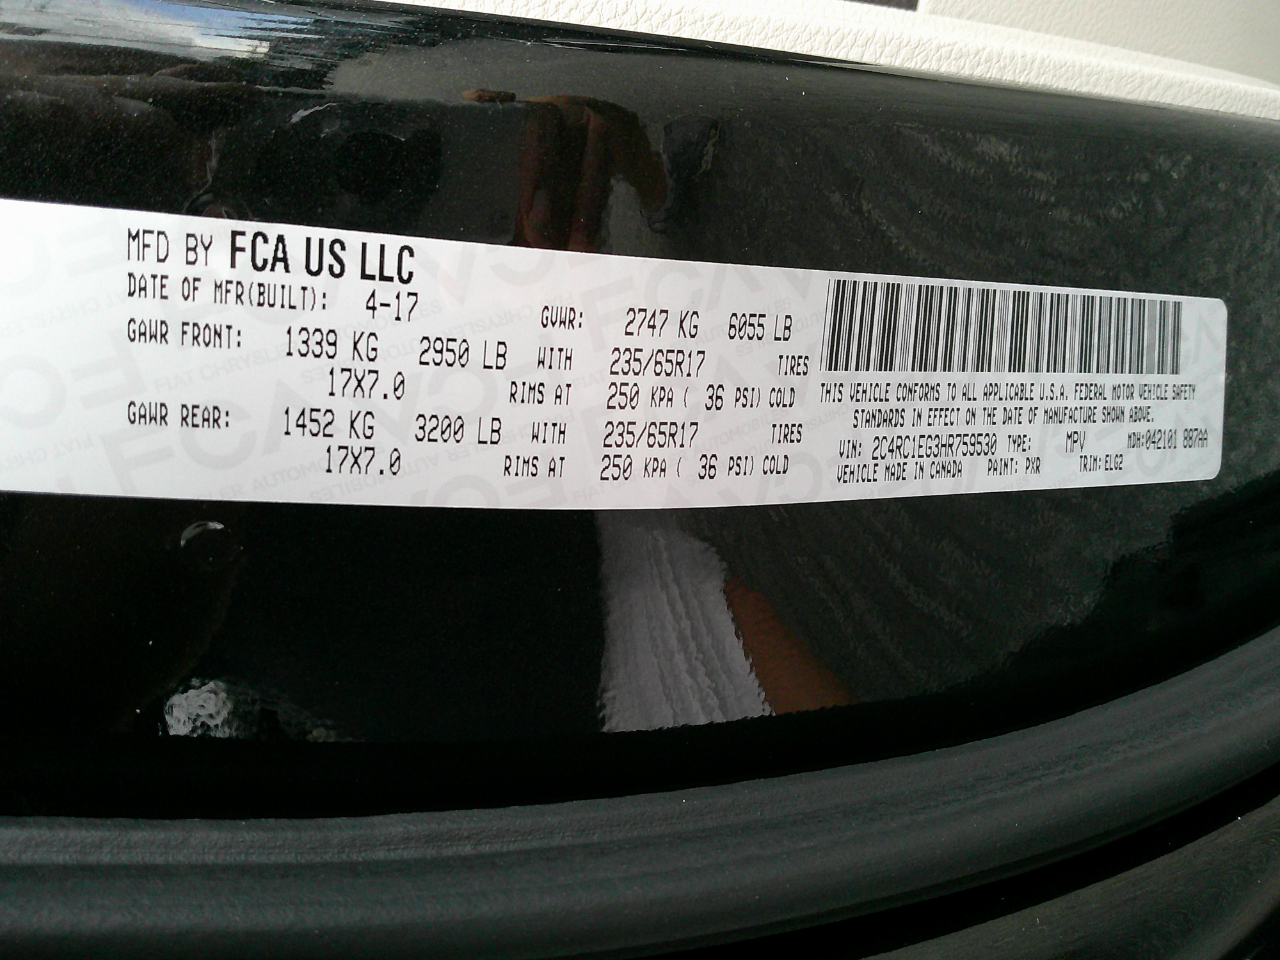 MFD BY FCA US LLC
DATE OF MFR(BUILT): 4-17 GVWR: 2747 KG 6055 LB
GAWR FRONT: 1339 KG 2950 LB WITH 235/65R17 TIRES
17X7.0 RIMS AT 250 KPA ( 36 PSI) COLD
GAWR REAR: 1452 KG 3200 LB WITH 235/65R17 TIRES
17X7.0 RIMS AT 250 KPA ( 36 PSI) COLD
THIS VEHICLE CONFORMS TO ALL APPLICABLE U.S.A. FEDERAL MOTOR VEHICLE SAFETY
STANDARDS IN EFFECT ON THE DATE OF MANUFACTURE SHOWN ABOVE.
VIN: 2C4RC1EG3HR759530 TYPE: MPV MDH:042101 887AA
VEHICLE MADE IN CANADA PAINT: PXR TRIM: ELG2